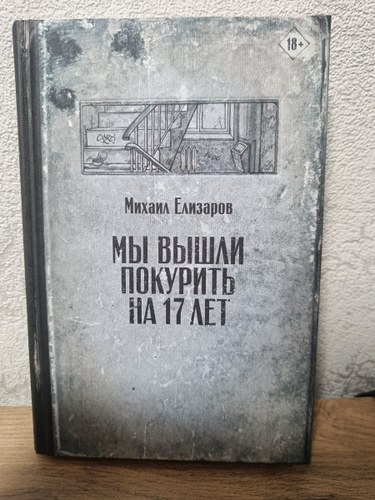 18+
Михаил Елизаров
МЫ ВЫШЛИ
ПОКУРИТЬ
НА 17 ЛЕТ